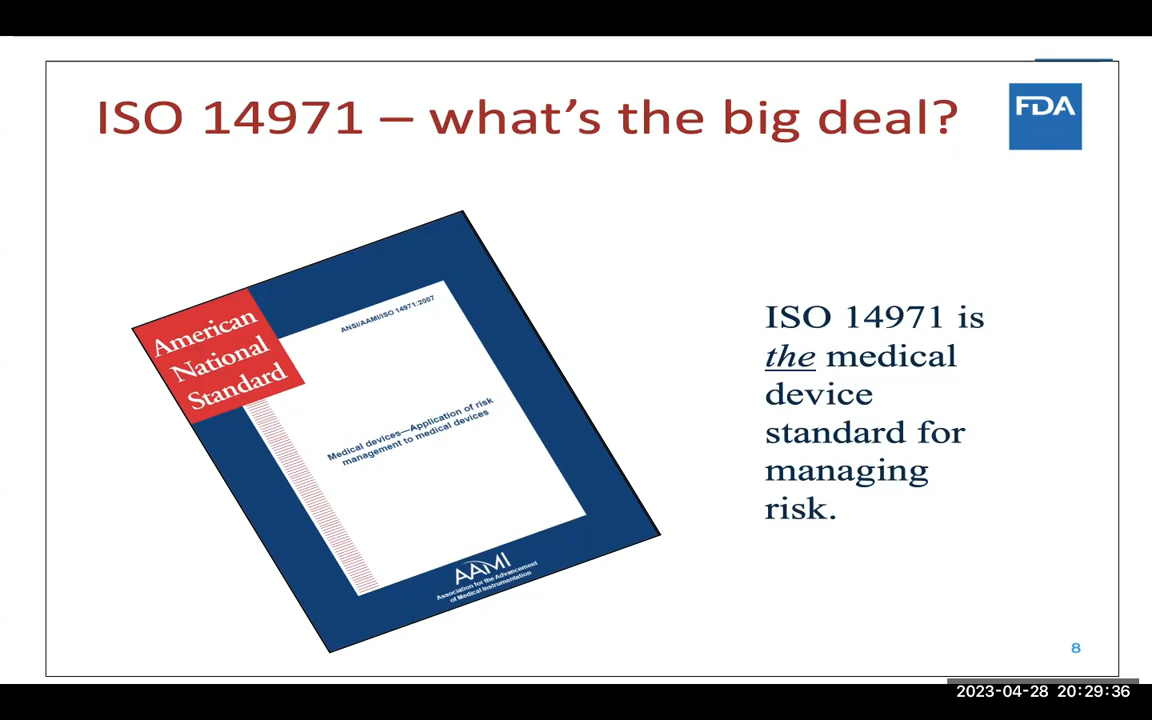 ISO 14971 – what's the big deal?
FDA
American
National
Standard
ANSI/AAMI/ISO 14971:2007
Medical devices—Application of risk
management to medical devices
AAMI
Association for the Advancement
of Medical Instrumentation
ISO 14971 is
the medical
device
standard for
managing
risk.
8
2023-04-28 20:29:36